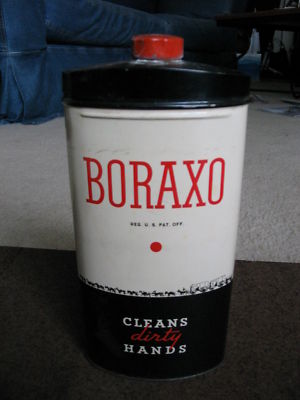 BORAXO
REG. U. S. PAT. OFF.
CLEANS
dirty
HANDS